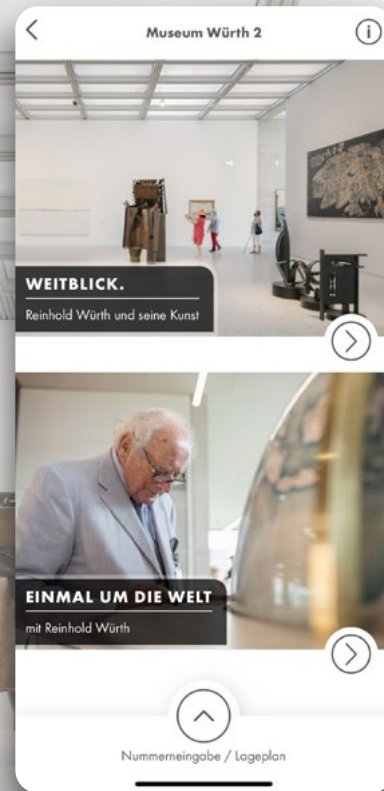 Museum Würth 2
WEITBLICK.
Reinhold Würth und seine Kunst
EINMAL UM DIE WELT
mit Reinhold Würth
Nummerneingabe / Lageplan